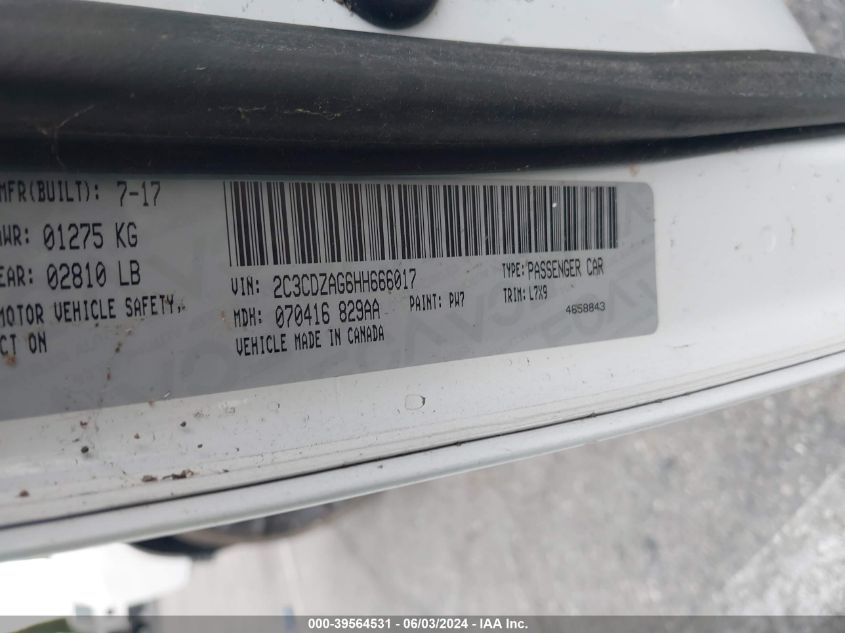 MFR(BUILT): 7-17
AWR: 01275 KG
EAR: 02810 LB
MOTOR VEHICLE SAFETY,
CT ON
VIN: 2C3CDZAG6HH666017
TYPE: PASSENGER CAR
MDH: 070416 829AA
PAINT: PW7
TRIM: L7X9
VEHICLE MADE IN CANADA
4658843
000-39564531 - 06/03/2024 - IAA Inc.